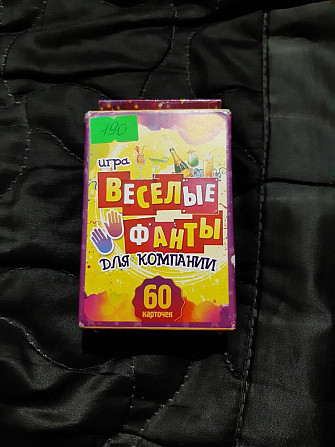 190
игра
ВЕСЕЛЫЕ
ФАНТЫ
ДЛЯ КОМПАНИИ
60
карточек